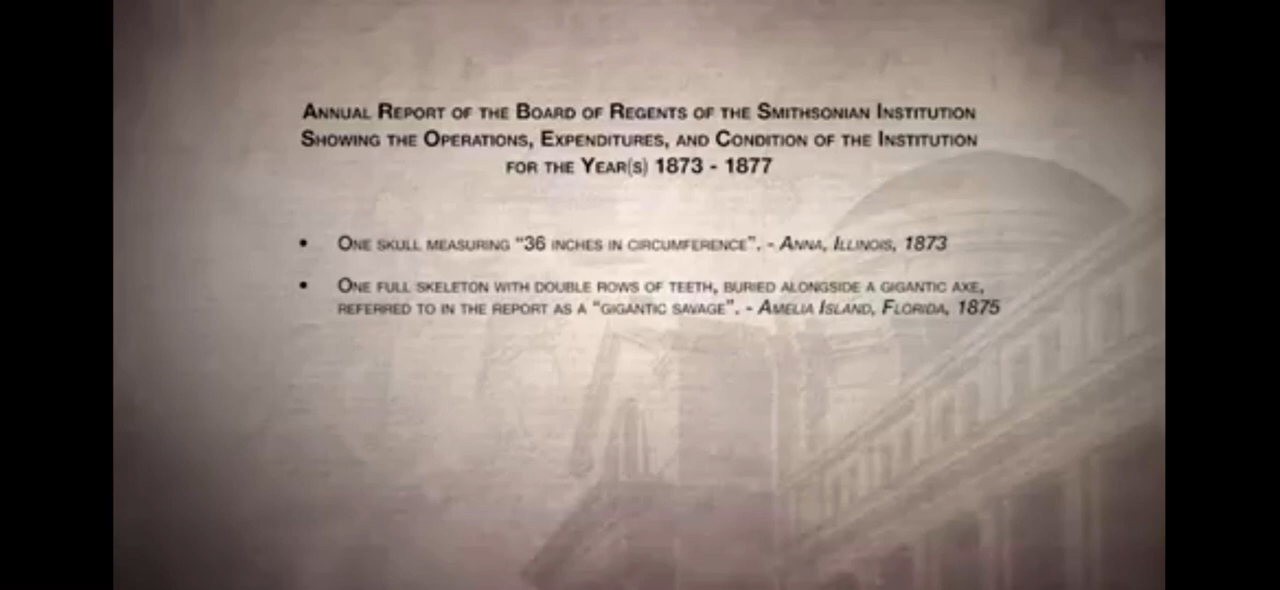 Annual Report of the Board of Regents of the Smithsonian Institution
Showing the Operations, Expenditures, and Condition of the Institution
for the Year(s) 1873 - 1877
• One skull measuring "36 inches in circumference". - Anna, Illinois, 1873
• One full skeleton with double rows of teeth, buried alongside a gigantic axe,
referred to in the report as a "gigantic savage". - Amelia Island, Florida, 1875